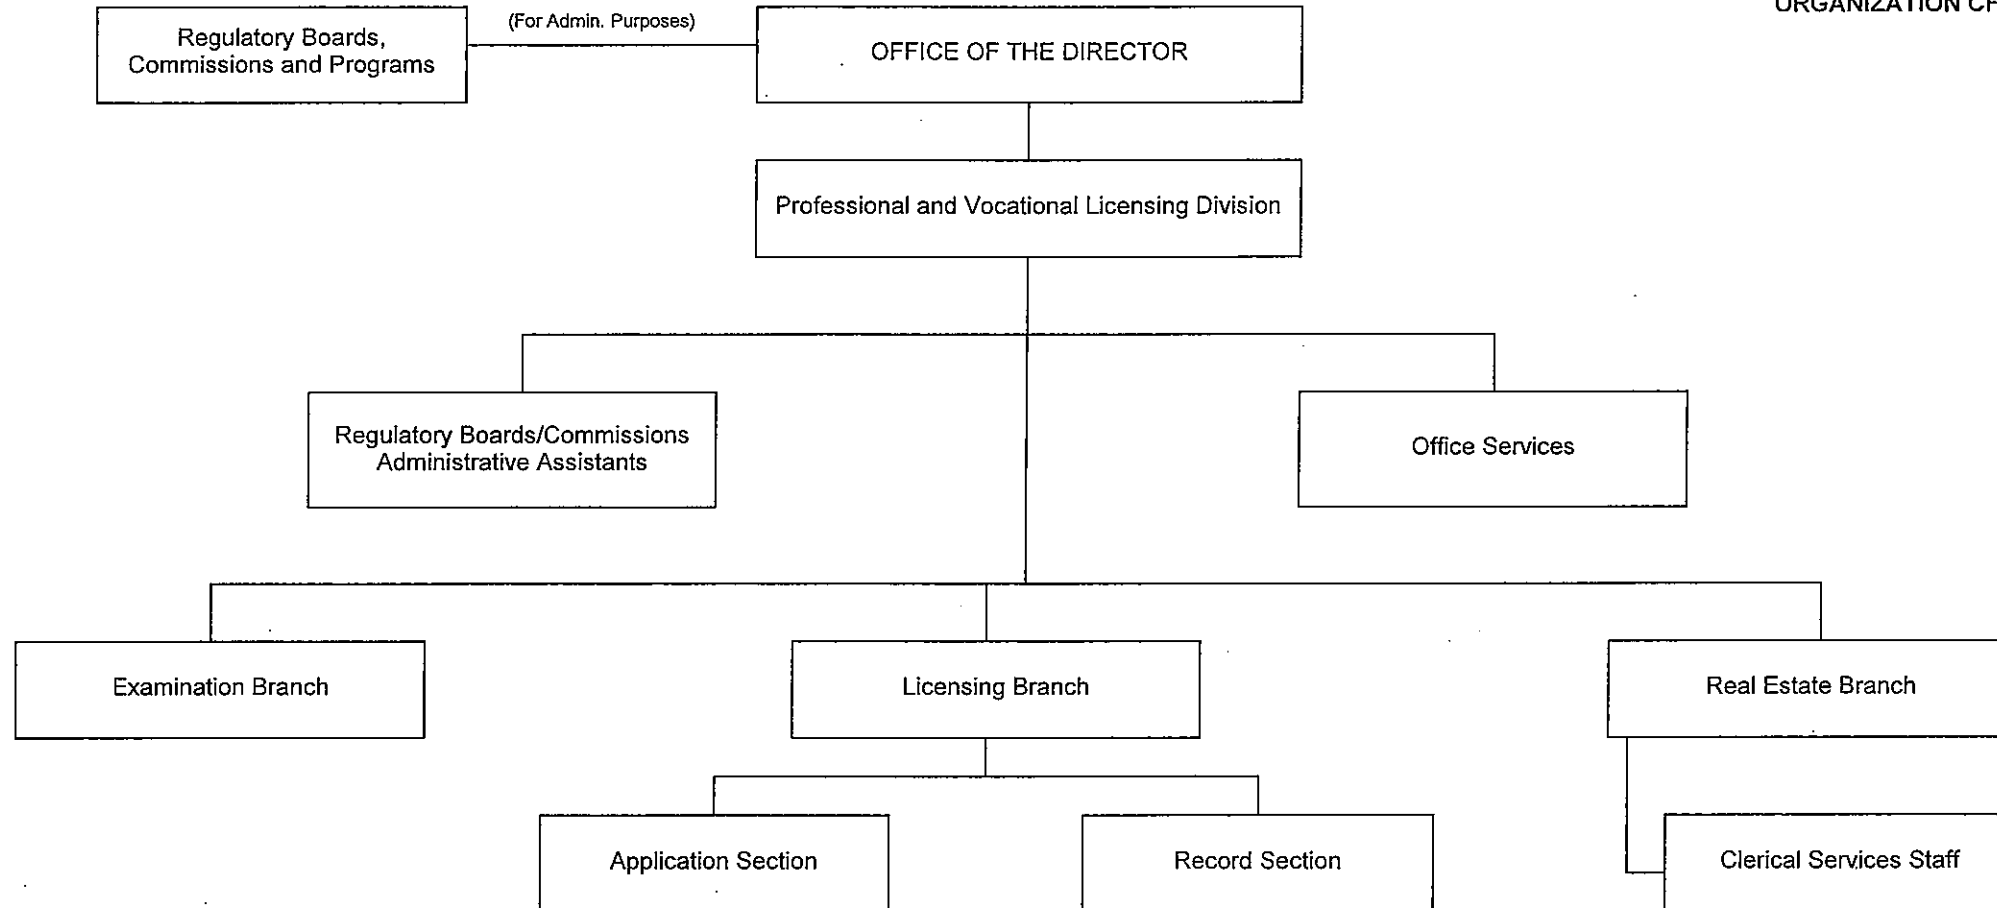 ORGANIZATION
(For Admin. Purposes)
Regulatory Boards,
Commissions and Programs
OFFICE OF THE DIRECTOR
Professional and Vocational Licensing Division
Regulatory Boards/Commissions
Administrative Assistants
Office Services
Examination Branch
Licensing Branch
Real Estate Branch
Application Section
Record Section
Clerical Services Staff